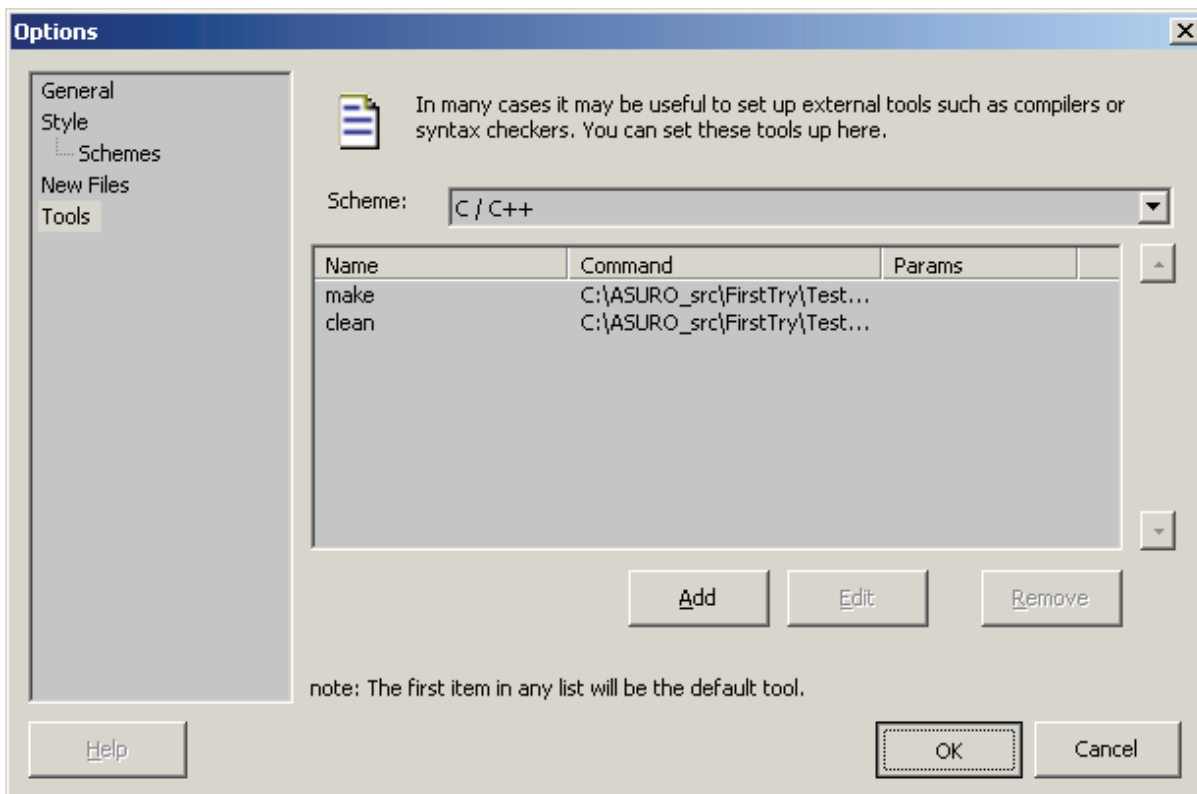 Options
General
Style
Schemes
New Files
Tools
In many cases it may be useful to set up external tools such as compilers or
syntax checkers. You can set these tools up here.
Scheme: C / C++
Name Command Params
make C:\ASURO_src\FirstTry\Test...
clean C:\ASURO_src\FirstTry\Test...
Add Edit Remove
note: The first item in any list will be the default tool.
Help OK Cancel